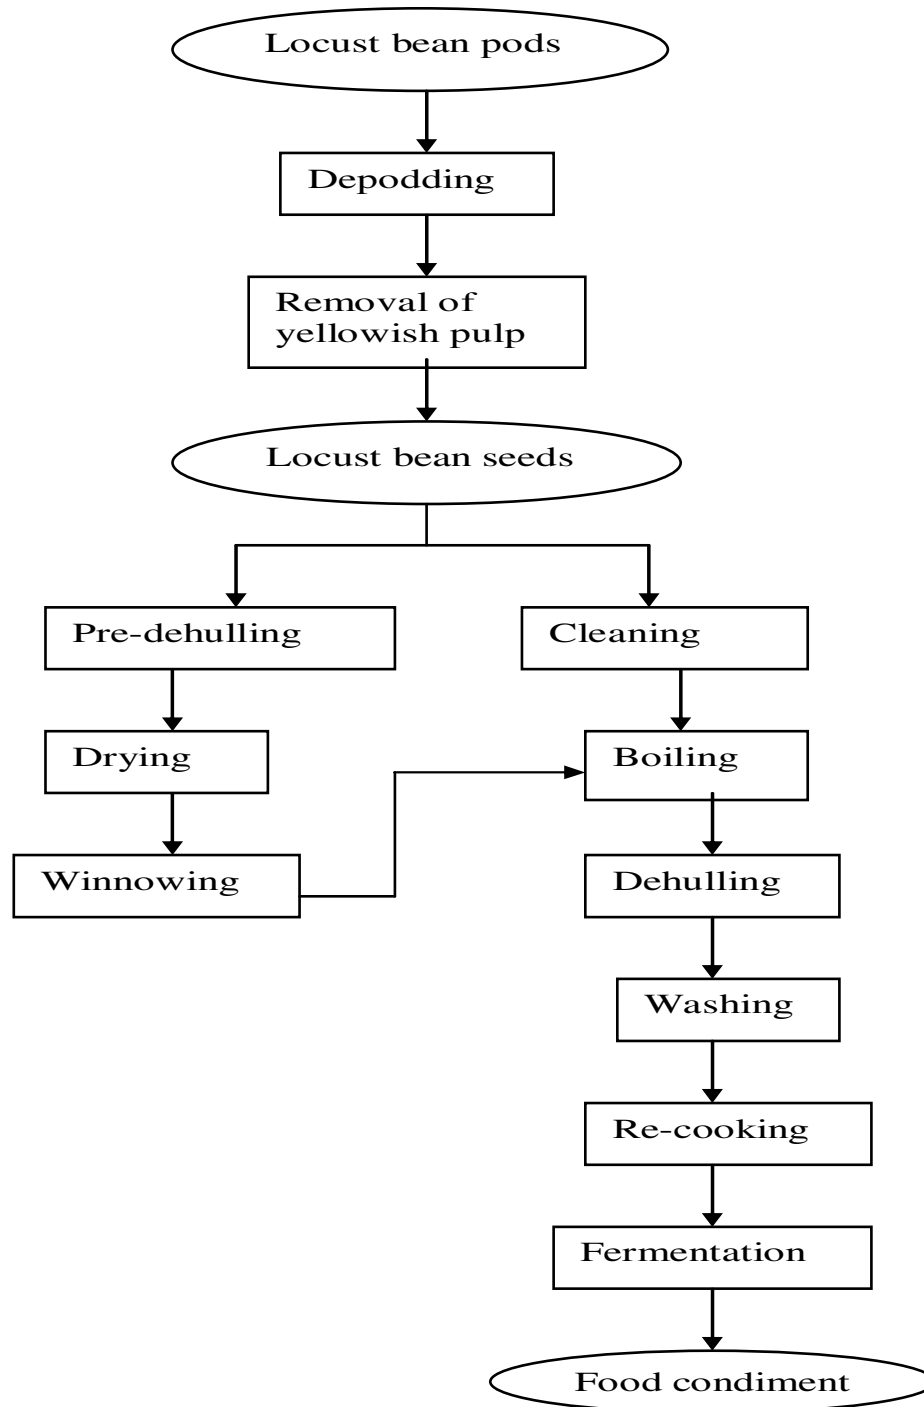 Locust bean pods
Depodding
Removal of
yellowish pulp
Locust bean seeds
Pre-dehulling
Cleaning
Drying
Boiling
Winnowing
Dehulling
Washing
Re-cooking
Fermentation
Food condiment